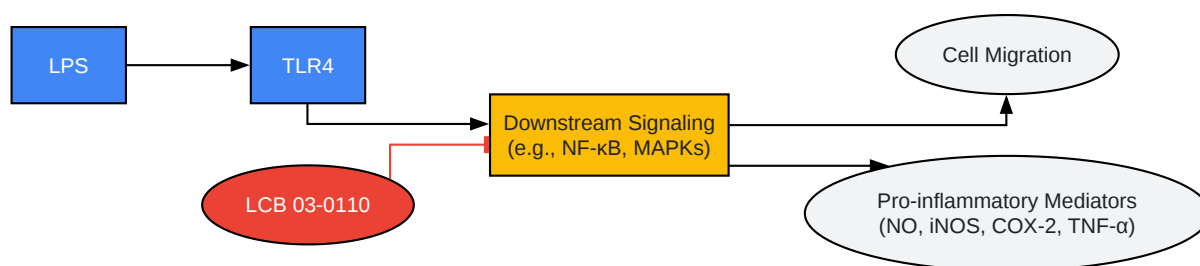 LPS
TLR4
Cell Migration
Downstream Signaling
(e.g., NF-κB, MAPKs)
LCB 03-0110
Pro-inflammatory Mediators
(NO, iNOS, COX-2, TNF-α)